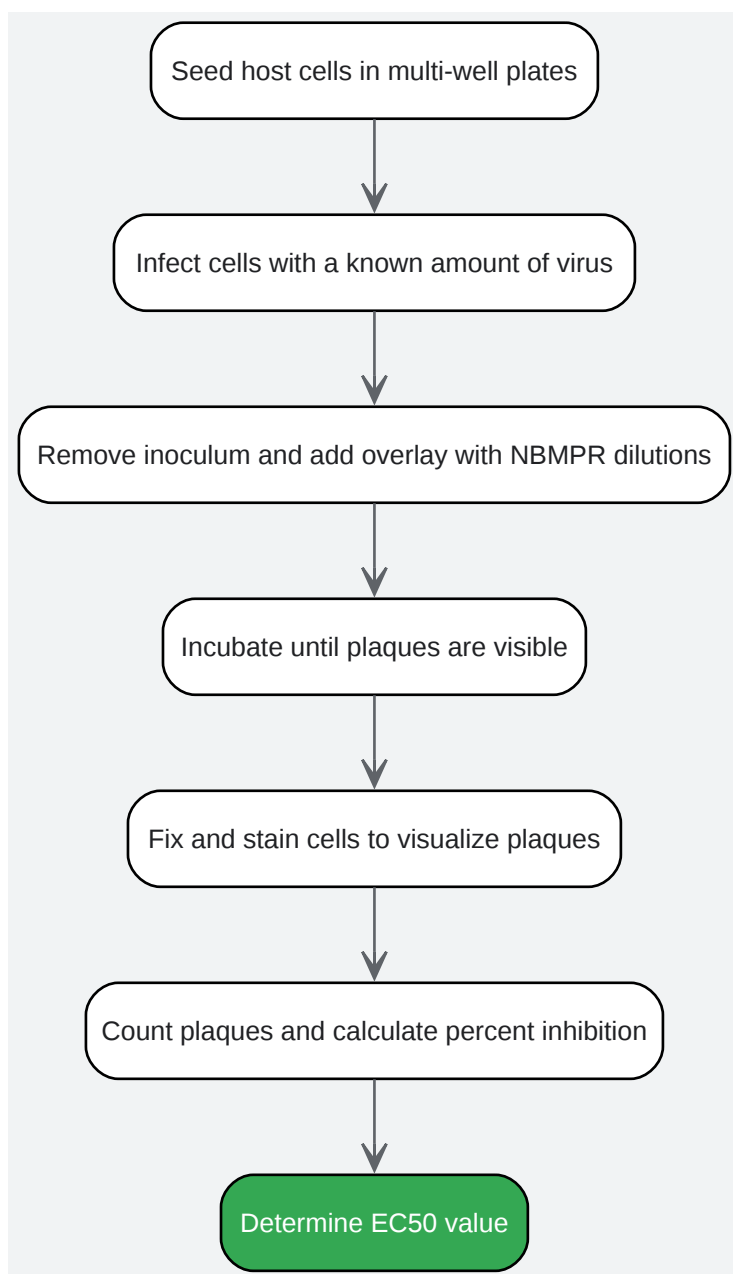 Seed host cells in multi-well plates
Infect cells with a known amount of virus
Remove inoculum and add overlay with NBMPR dilutions
Incubate until plaques are visible
Fix and stain cells to visualize plaques
Count plaques and calculate percent inhibition
Determine EC50 value